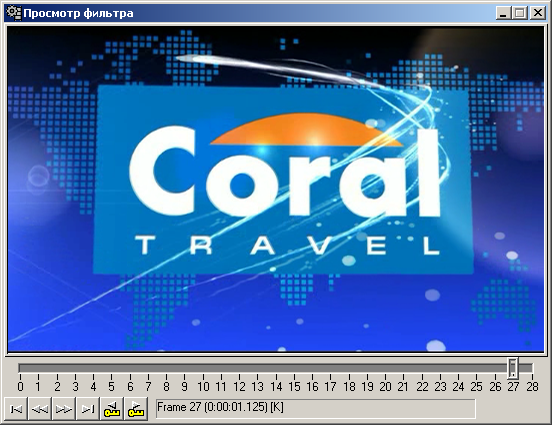 Просмотр фильтра
Coral
TRAVEL
0 1 2 3 4 5 6 7 8 9 10 11 12 13 14 15 16 17 18 19 20 21 22 23 24 25 26 27 28
Frame 27 (0:00:01.125) [K]